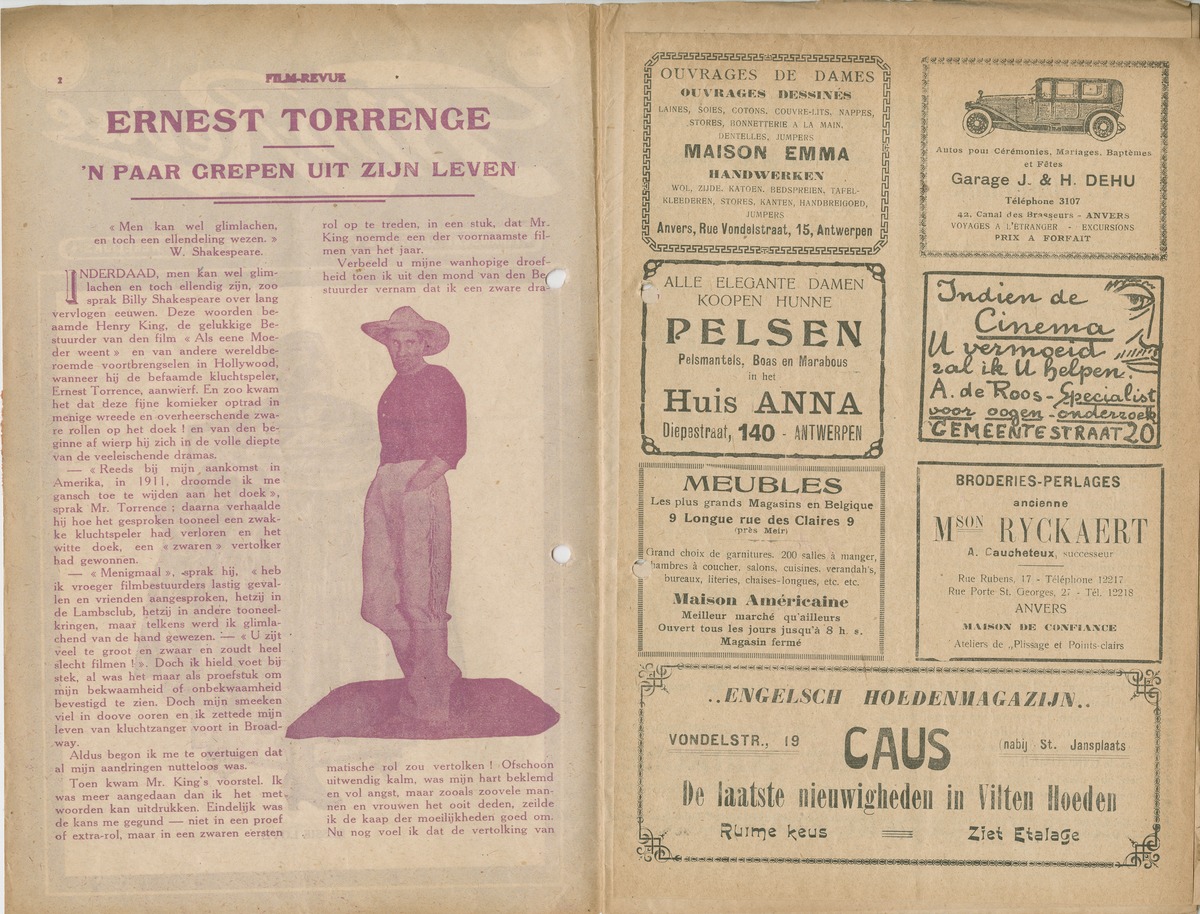 2
FILM-REVUE
ERNEST TORRENGE
'N PAAR GREPEN UIT ZIJN LEVEN
« Men kan wel glimlachen,
en toch een ellendeling wezen. »
W. Shakespeare.
INDERDAAD, men kan wel glim-
lachen en toch ellendig zijn, zoo
sprak Billy Shakespeare over lang
vervlogen eeuwen. Deze woorden be-
aamde Henry King, de gelukkige Be-
stuurder van den film « Als eene Moe-
der weent » en van andere wereldbe-
roemde voortbrengselen in Hollywood,
wanneer hij de befaamde kluchtspeler,
Ernest Torrence, aanwierf. En zoo kwam
het dat deze fijne komieker optrad in
menige wreede en overheerschende zwa-
re rollen op het doek ! en van den be-
ginne af wierp hij zich in de volle diepte
van de veeleischende dramas.
— « Reeds bij mijn aankomst in
Amerika, in 1911, droomde ik me
gansch toe te wijden aan het doek »,
sprak Mr. Torrence ; daarna verhaalde
hij hoe het gesproken tooneel een zwak-
ke kluchtspeler had verloren en het
witte doek, een « zwaren » vertolker
had gewonnen.
— « Menigmaal », sprak hij, « heb
ik vroeger filmbestuurders lastig geval-
len en vrienden aangesproken, hetzij in
de Lambsclub, hetzij in andere tooneel-
kringen, maar telkens werd ik glimla-
chend van de hand gewezen. — « U zijt
veel te groot en zwaar en zoudt heel
slecht filmen ! ». Doch ik hield voet bij
stek, al was het maar als proefstuk om
mijn bekwaamheid of onbekwaamheid
bevestigd te zien. Doch mijn smeeken
viel in doove ooren en ik zettede mijn
leven van kluchtzanger voort in Broad-
way.
Aldus begon ik me te overtuigen dat
al mijn aandringen nutteloos was.
Toen kwam Mr. King's voorstel. Ik
was meer aangedaan dan ik het met
woorden kan uitdrukken. Eindelijk was
de kans me gegund — niet in een proef
of extra-rol, maar in een zwaren eersten
rol op te treden, in een stuk, dat Mr.
King noemde een der voornaamste fil-
men van het jaar.
Verbeeld u mijne wanhopige droef-
heid toen ik uit den mond van den Be-
stuurder vernam dat ik een zware dra-
matische rol zou vertolken ! Ofschoon
uitwendig kalm, was mijn hart beklemd
en vol angst, maar zooals zoovele man-
nen en vrouwen het ooit deden, zeilde
ik de kaap der moeilijkheden goed om.
Nu nog voel ik dat de vertolking van
OUVRAGES DE DAMES
OUVRAGES DESSINÉS
LAINES, SOIES, COTONS, COUVRE-LITS, NAPPES,
STORES, BONNETTERIE A LA MAIN,
DENTELLES, JUMPERS
MAISON EMMA
HANDWERKEN
WOL, ZIJDE, KATOEN, BEDSPREIEN, TAFEL-
KLEEDEREN, STORES, KANTEN, HANDBREIGOED,
JUMPERS
Anvers, Rue Vondelstraat, 15, Antwerpen
Autos pour Cérémonies, Mariages, Baptêmes
et Fêtes
Garage J. & H. DEHU
Téléphone 3107
42, Canal des Brasseurs - ANVERS
VOYAGES A L'ÉTRANGER - EXCURSIONS
PRIX A FORFAIT
ALLE ELEGANTE DAMEN
KOOPEN HUNNE
PELSEN
Pelsmantels, Boas en Marabous
in het
Huis ANNA
Diepestraat, 140 - ANTWERPEN
Indien de
Cinema
U vermoeid
zal ik U helpen.
A. de Roos - Specialist
voor oogen-onderzoek
GEMEENTESTRAAT 20
MEUBLES
Les plus grands Magasins en Belgique
9 Longue rue des Claires 9
(près Meir)
Grand choix de garnitures. 200 salles à manger,
hambres à coucher, salons, cuisines, verandah's,
bureaux, literies, chaises-longues, etc. etc.
Maison Américaine
Meilleur marché qu'ailleurs
Ouvert tous les jours jusqu'à 8 h. s.
Magasin fermé
BRODERIES-PERLAGES
ancienne
MSON RYCKAERT
A. Caucheteux, successeur
Rue Rubens, 17 - Téléphone 12217
Rue Porte St. Georges, 27 - Tél. 12218
ANVERS
MAISON DE CONFIANCE
Ateliers de „Plissage et Points-clairs
..ENGELSCH HOEDENMAGAZIJN..
VONDELSTR., 19
CAUS
nabij St. Jansplaats
De laatste nieuwigheden in Vilten Hoeden
Ruime keus
Ziet Etalage